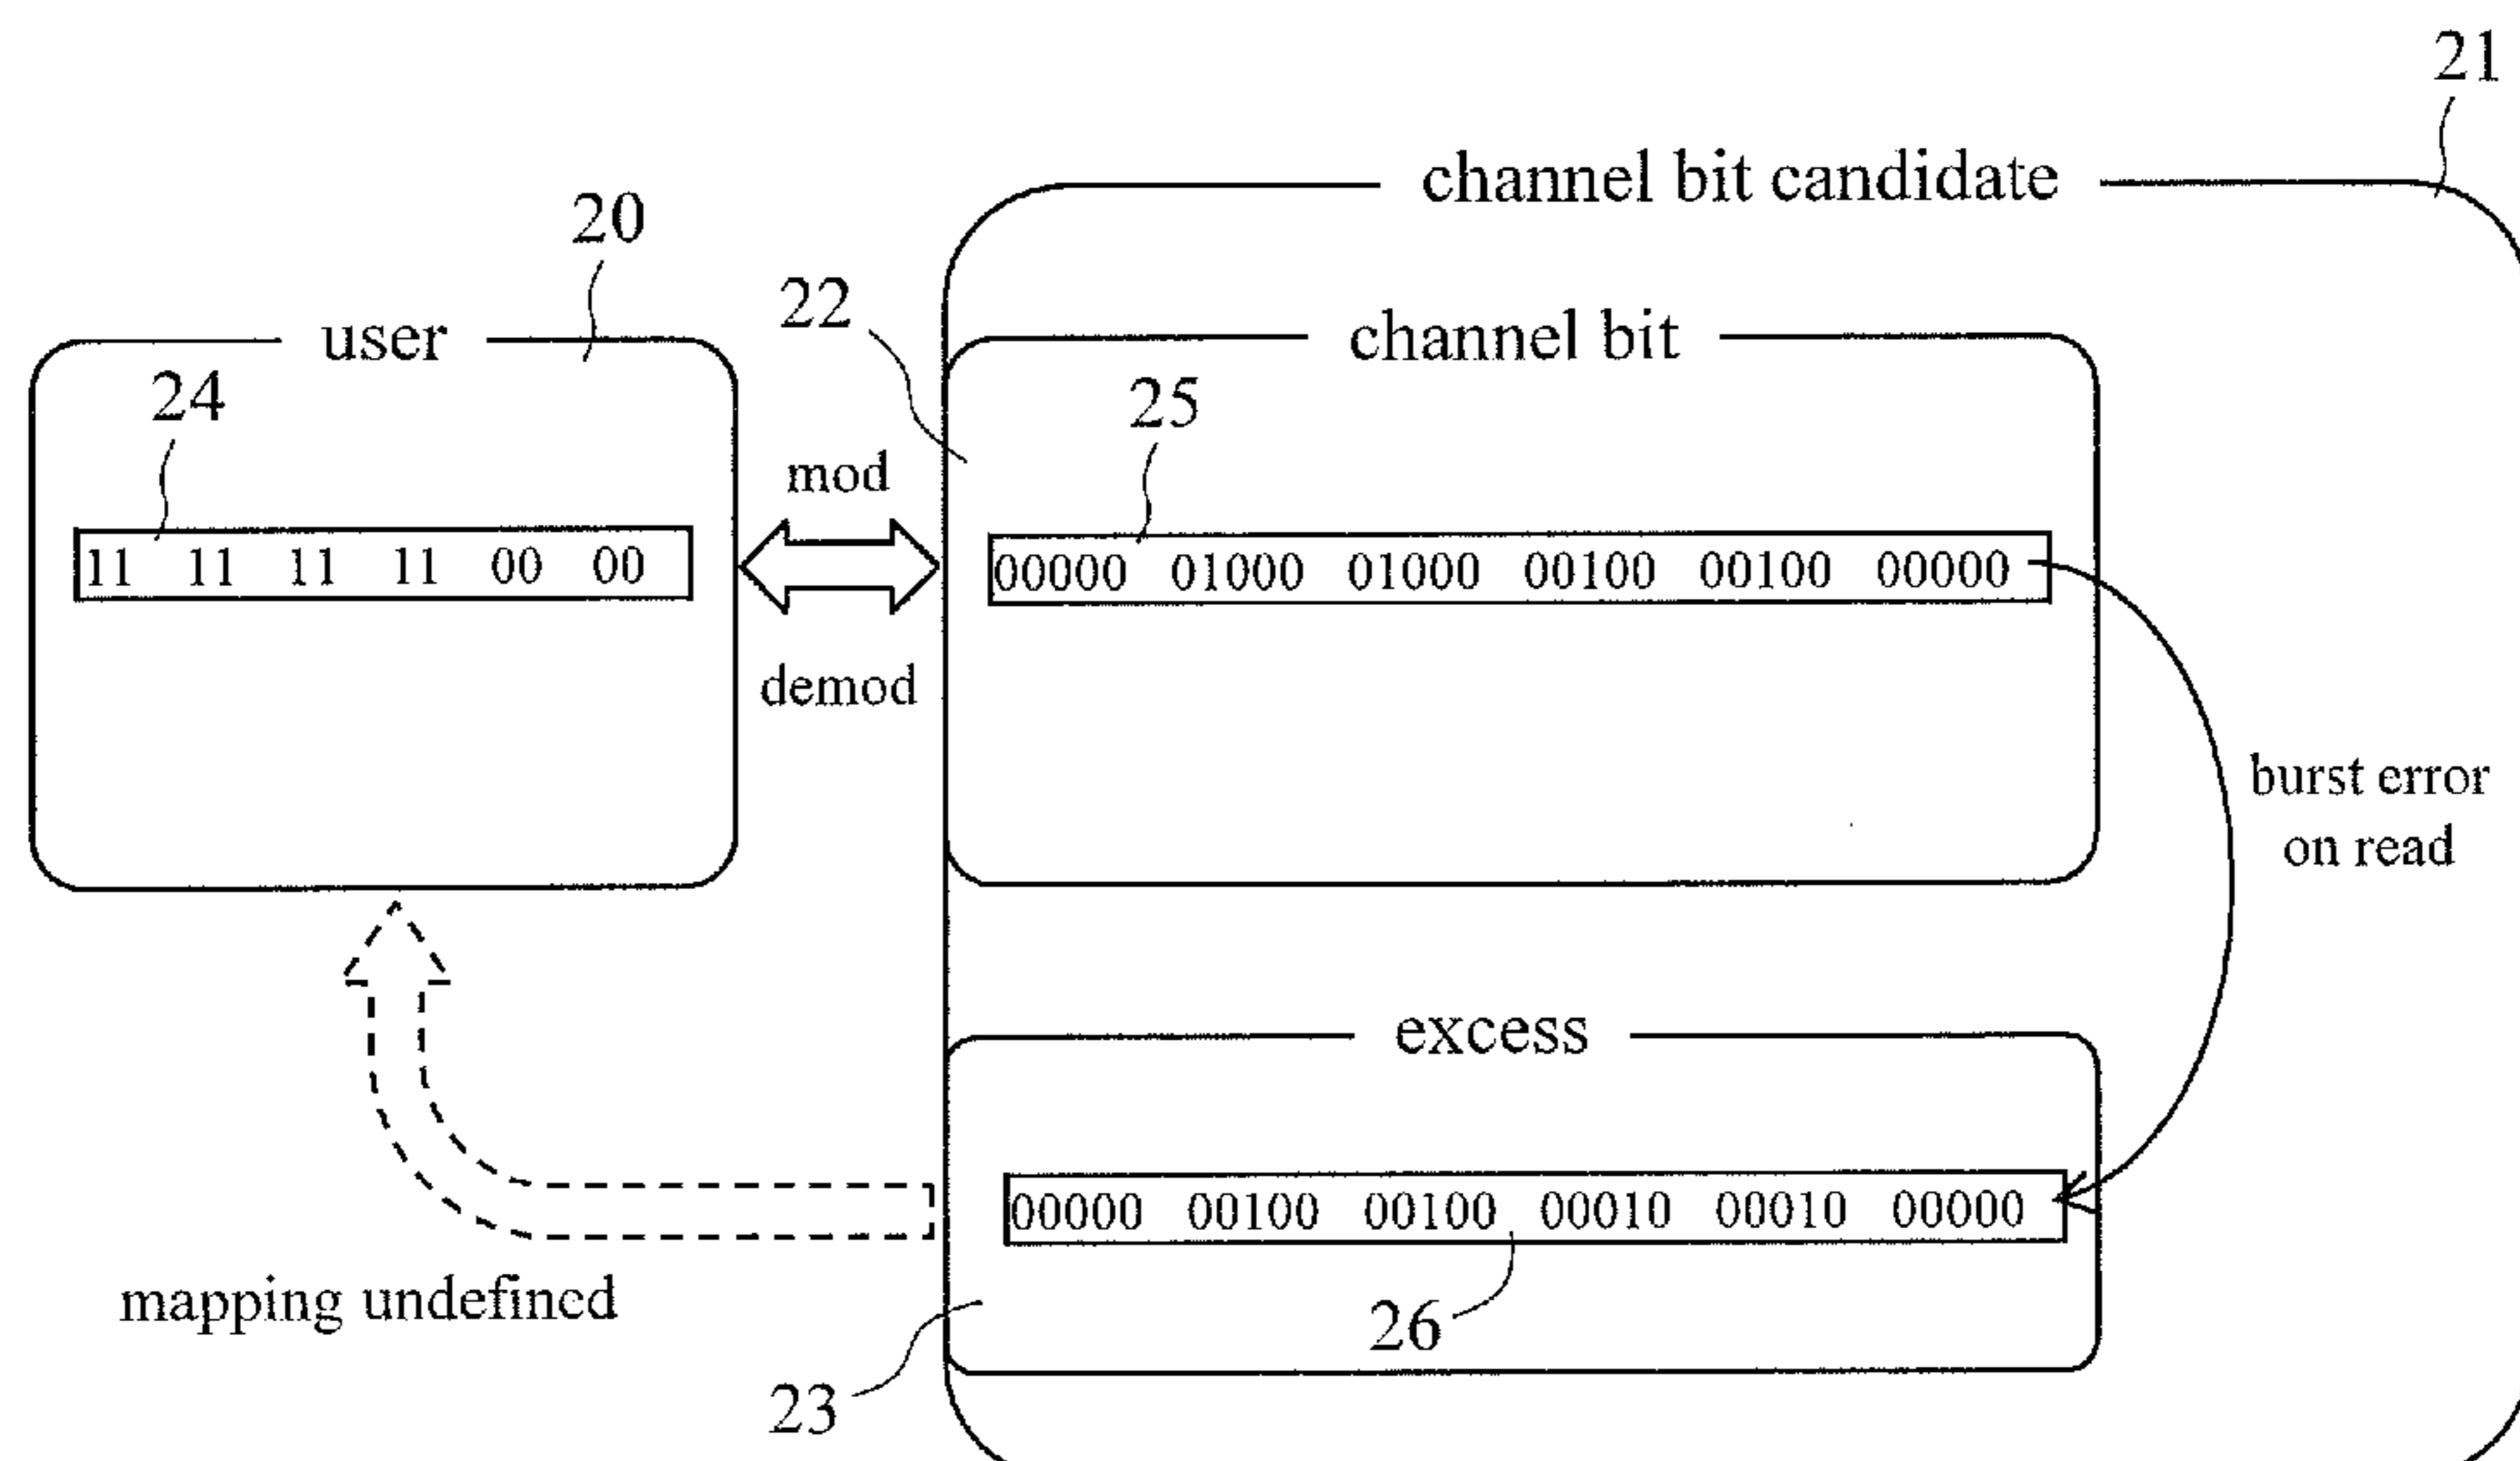 21
channel bit candidate
20
22
user
channel bit
24
25
mod
11 11 11 11 00 00
00000 01000 01000 00100 00100 00000
demod
burst error
on read
excess
00000 00100 00100 00010 00010 00000
mapping undefined
26
23